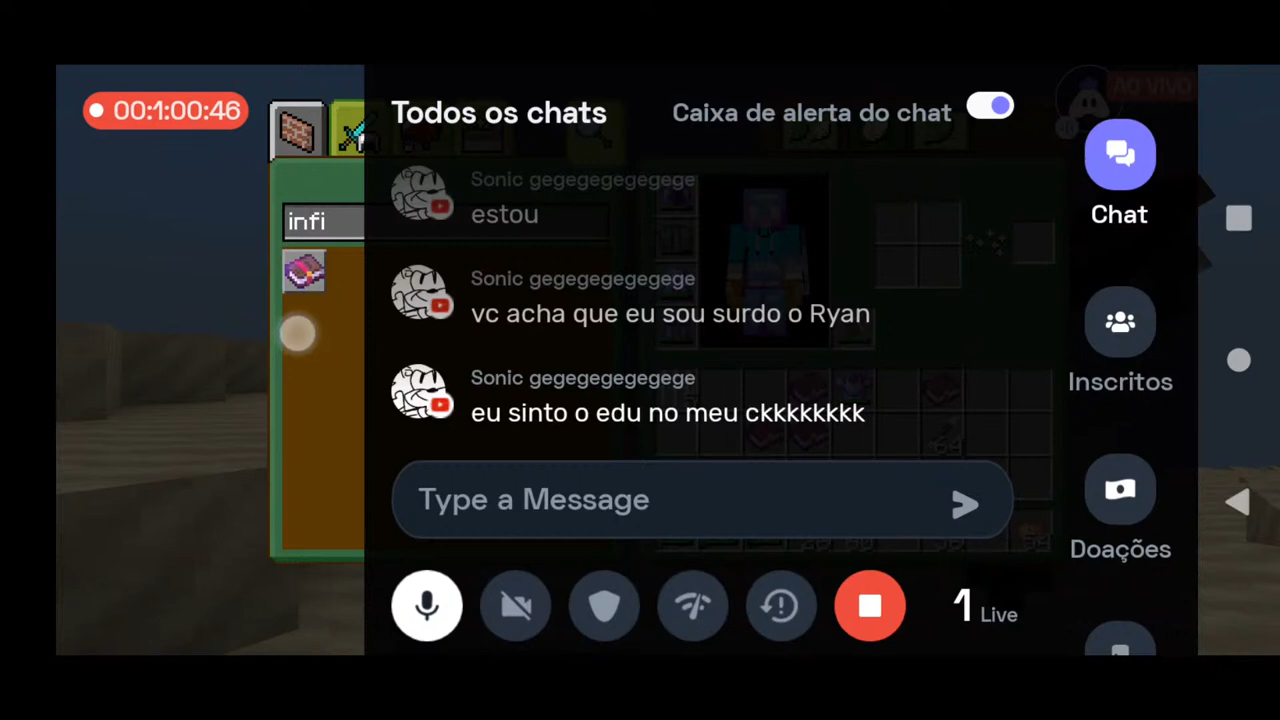 00:1:00:46
Todos os chats
Caixa de alerta do chat
AO VIVO
Sonic gegegegegegege
estou
Chat
infi
Sonic gegegegegegege
vc acha que eu sou surdo o Ryan
Inscritos
Sonic gegegegegegege
eu sinto o edu no meu ckkkkkkkk
Type a Message
Doações
1 Live